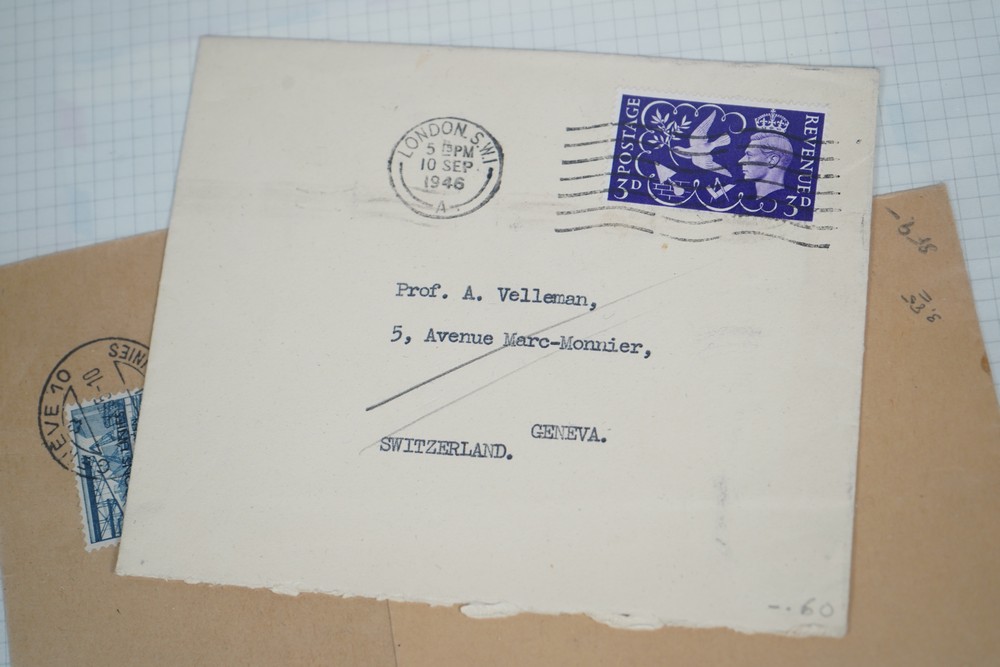 LONDON.S.W.1
5 PM
10 SEP
1946
A
POSTAGE
REVENUE
3D
3D
Prof. A. Velleman,
5, Avenue Marc-Monnier,
GENEVA.
SWITZERLAND.
-.60